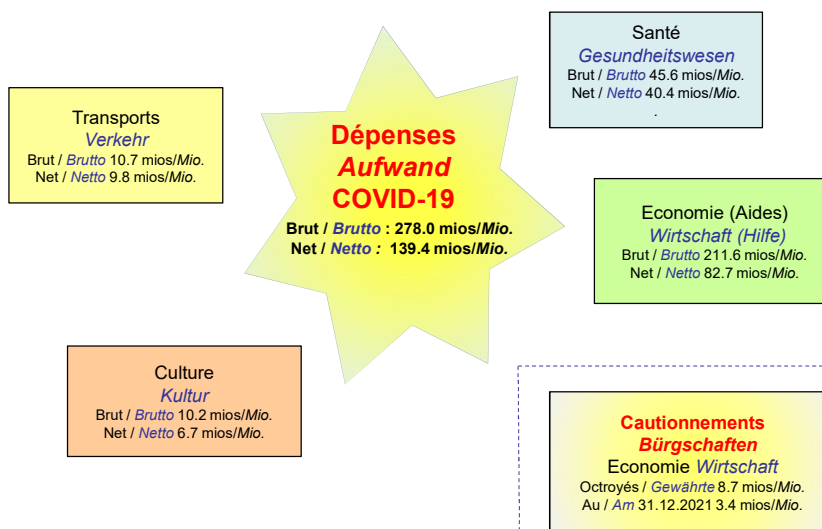 Santé
Gesundheitswesen
Brut / Brutto 45.6 mios/Mio.
Net / Netto 40.4 mios/Mio.
.
Transports
Verkehr
Brut / Brutto 10.7 mios/Mio.
Net / Netto 9.8 mios/Mio.
Dépenses
Aufwand
COVID-19
Brut / Brutto : 278.0 mios/Mio.
Net / Netto : 139.4 mios/Mio.
Economie (Aides)
Wirtschaft (Hilfe)
Brut / Brutto 211.6 mios/Mio.
Net / Netto 82.7 mios/Mio.
Culture
Kultur
Brut / Brutto 10.2 mios/Mio.
Net / Netto 6.7 mios/Mio.
Cautionnements
Bürgschaften
Economie Wirtschaft
Octroyés / Gewährte 8.7 mios/Mio.
Au / Am 31.12.2021 3.4 mios/Mio.